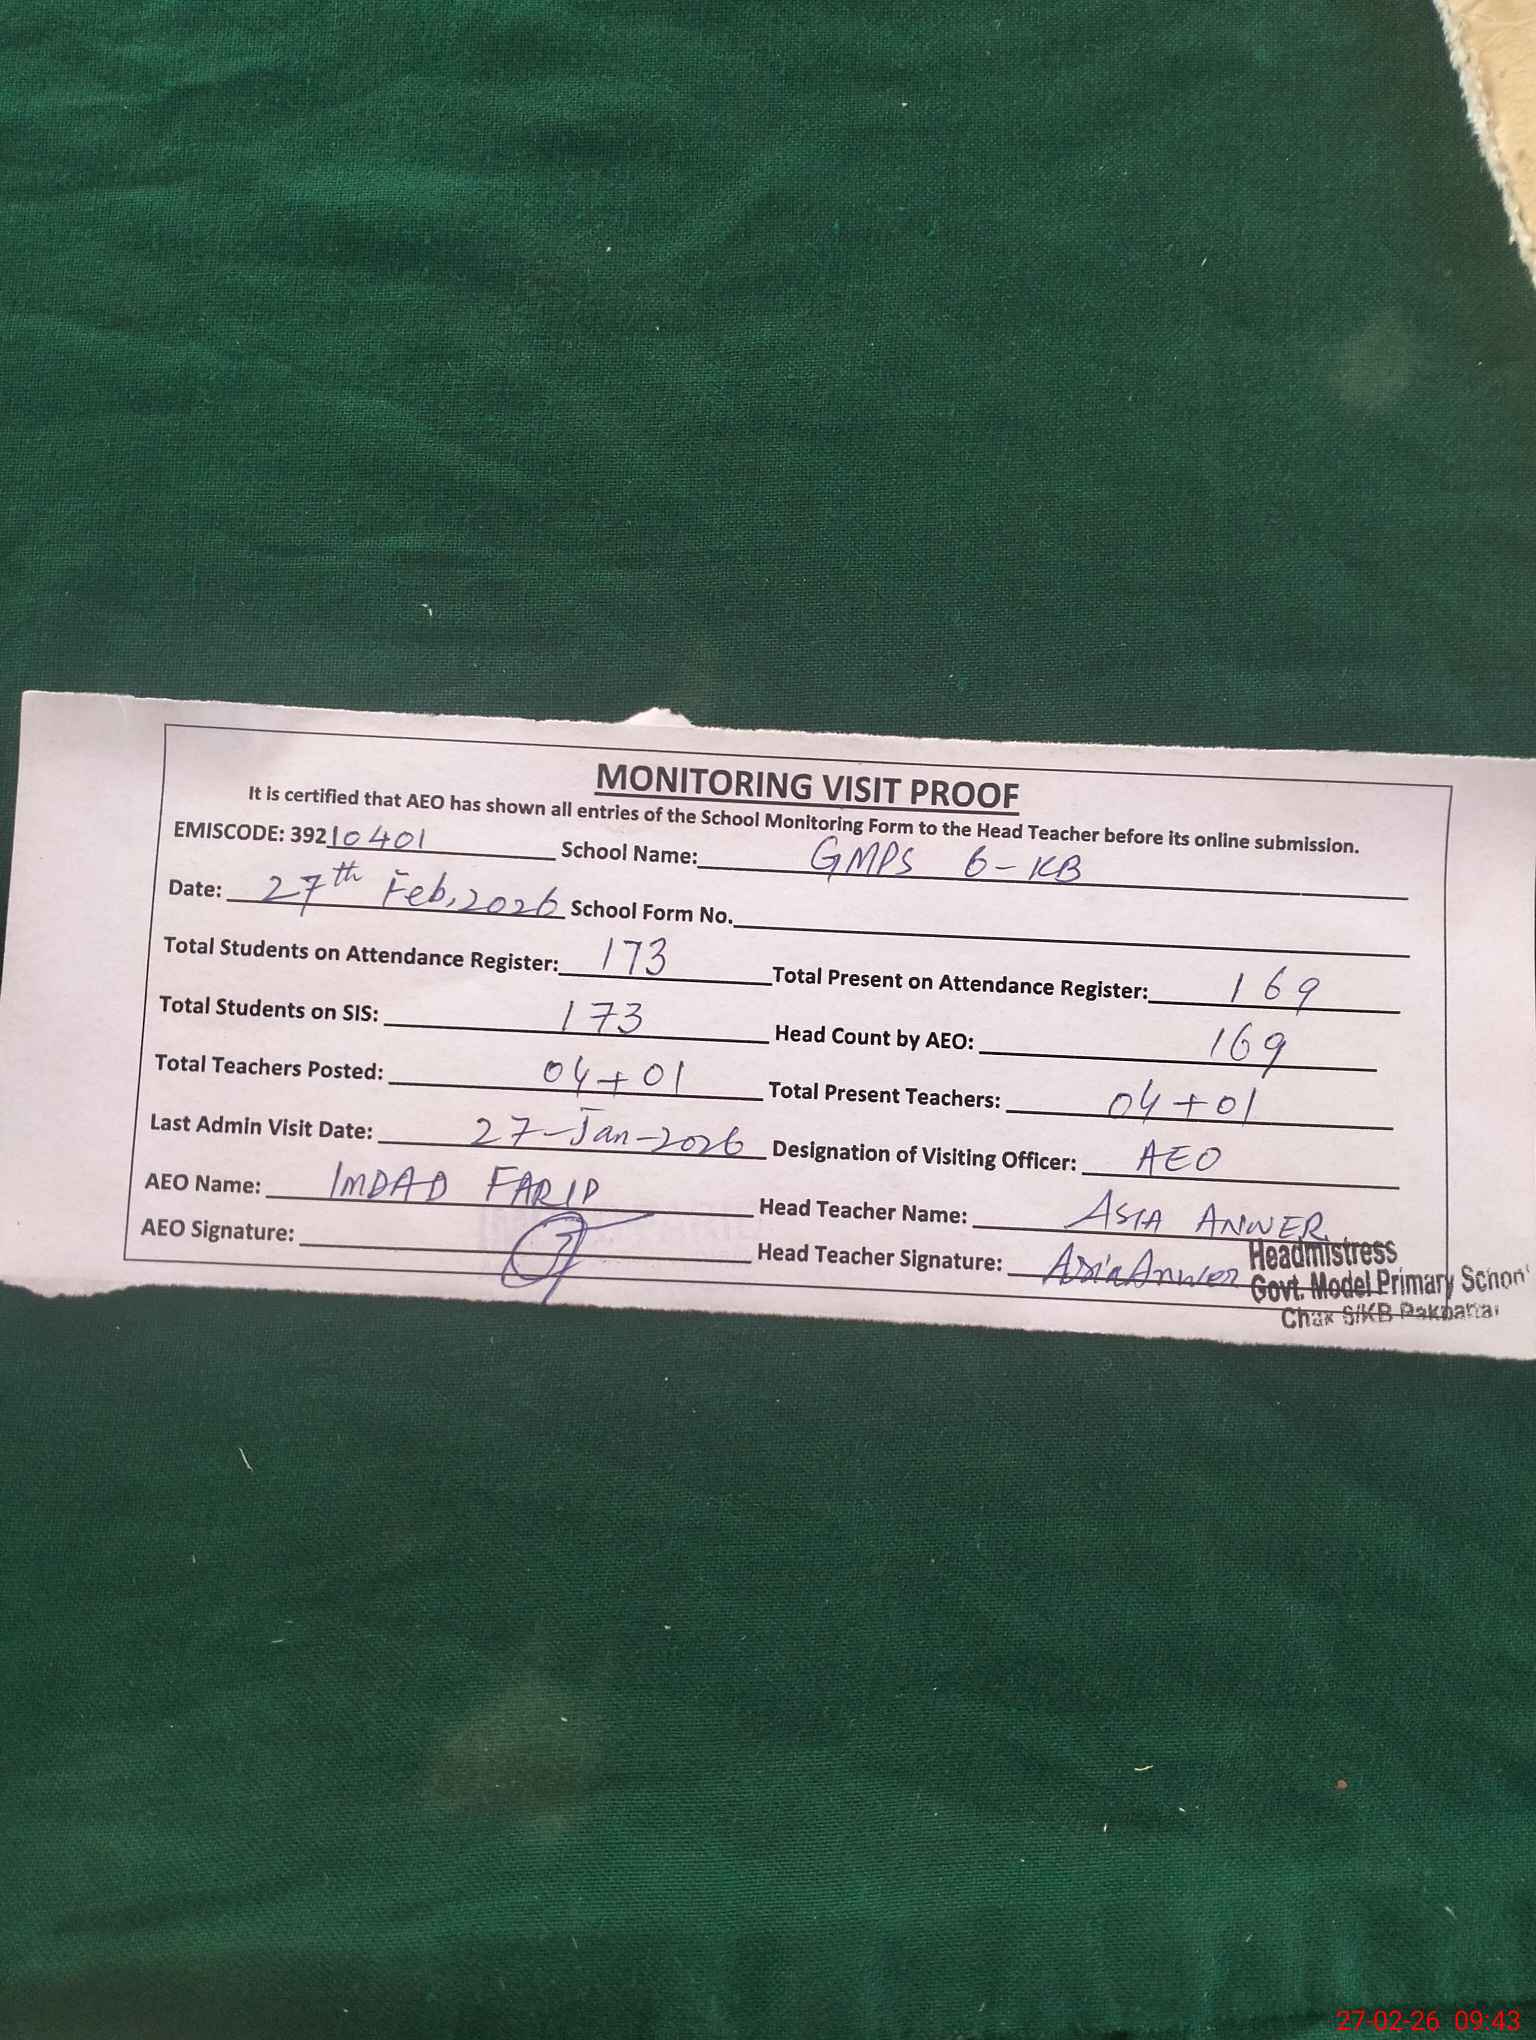 MONITORING VISIT PROOF
It is certified that AEO has shown all entries of the School Monitoring Form to the Head Teacher before its online submission.
EMISCODE: 39210401 School Name: GMPS 6-KB
Date: 27th Feb, 2026 School Form No.
Total Students on Attendance Register: 173 Total Present on Attendance Register: 169
Total Students on SIS: 173 Head Count by AEO: 169
Total Teachers Posted: 04+01 Total Present Teachers: 04+01
Last Admin Visit Date: 27-Jan-2026 Designation of Visiting Officer: AEO
AEO Name: IMDAD FARID Head Teacher Name: ASIA ANWER
AEO Signature: Head Teacher Signature: Asia Anwer
Headmistress
Govt. Model Primary School
Chak
27-02-26 09:43